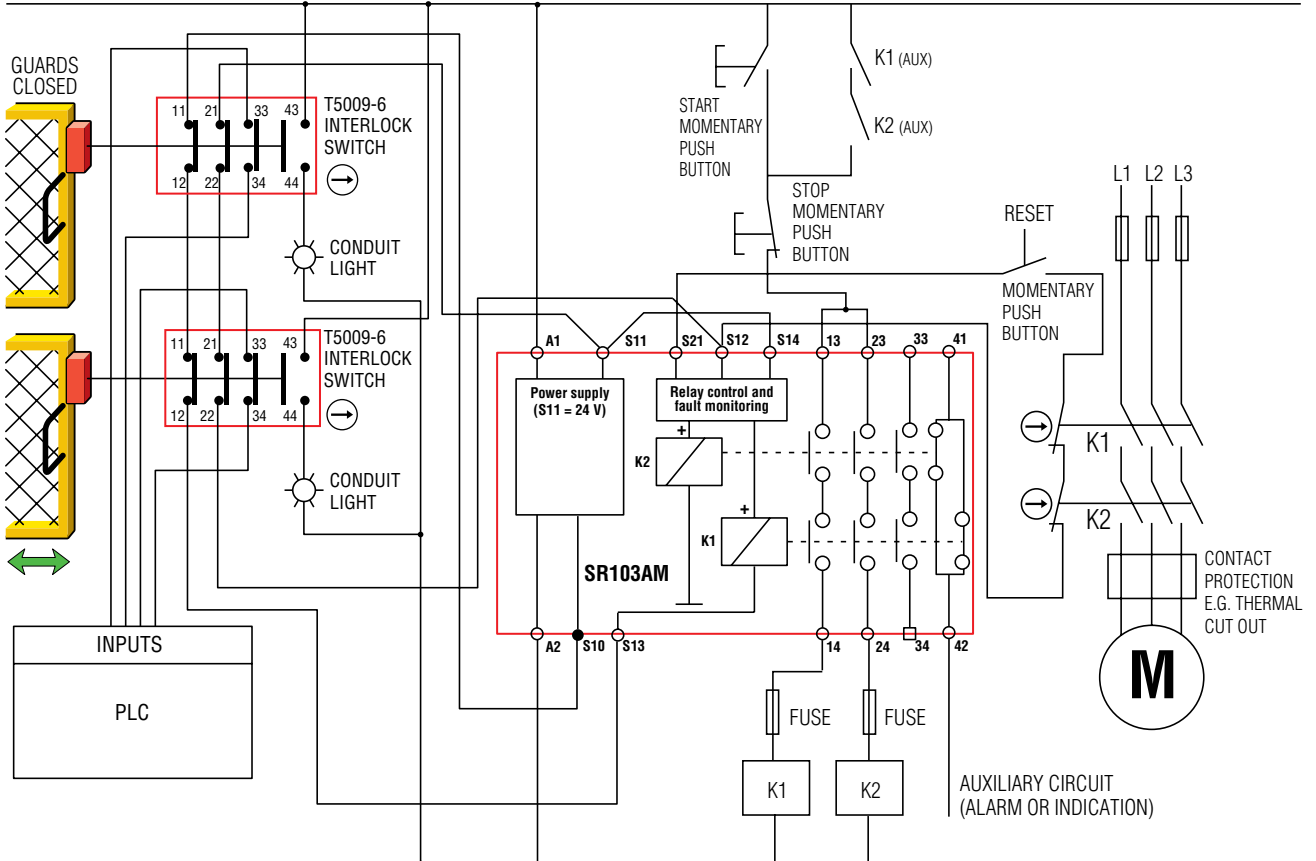 GUARDS
CLOSED
11 21 33 43
12 22 34 44
T5009-6
INTERLOCK
SWITCH
CONDUIT
LIGHT
11 21 33 43
12 22 34 44
T5009-6
INTERLOCK
SWITCH
CONDUIT
LIGHT
INPUTS
PLC
START
MOMENTARY
PUSH
BUTTON
K1 (AUX)
K2 (AUX)
STOP
MOMENTARY
PUSH
BUTTON
RESET
MOMENTARY
PUSH
BUTTON
L1 L2 L3
A1 S11 S21 S12 S14 13 23 33 41
Power supply
(S11 = 24 V)
Relay control and
fault monitoring
+
K2
+
K1
SR103AM
A2 S10 S13 14 24 34 42
K1
K2
CONTACT
PROTECTION
E.G. THERMAL
CUT OUT
M
FUSE
FUSE
K1
K2
AUXILIARY CIRCUIT
(ALARM OR INDICATION)